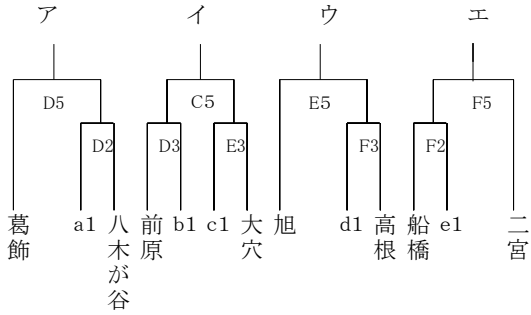 ア イ ウ エ
D5 C5 E5 F5
D2 D3 E3 F3 F2
葛飾 a1 八木が谷 前原 b1 c1 大穴 旭 d1 高根 船橋 e1 二宮